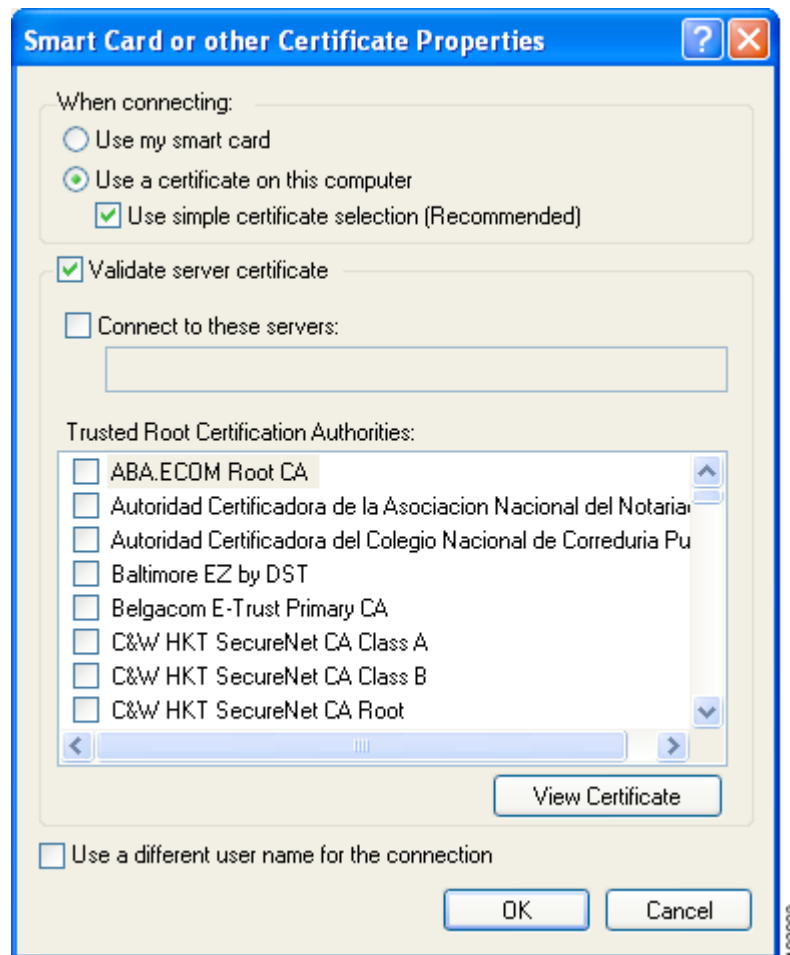 Smart Card or other Certificate Properties
When connecting:
Use my smart card
Use a certificate on this computer
Use simple certificate selection (Recommended)
Validate server certificate
Connect to these servers:
Trusted Root Certification Authorities:
ABA.ECOM Root CA
Autoridad Certificadora de la Asociacion Nacional del Notaria
Autoridad Certificadora del Colegio Nacional de Correduria Pu
Baltimore EZ by DST
Belgacom E-Trust Primary CA
C&W HKT SecureNet CA Class A
C&W HKT SecureNet CA Class B
C&W HKT SecureNet CA Root
View Certificate
Use a different user name for the connection
OK Cancel